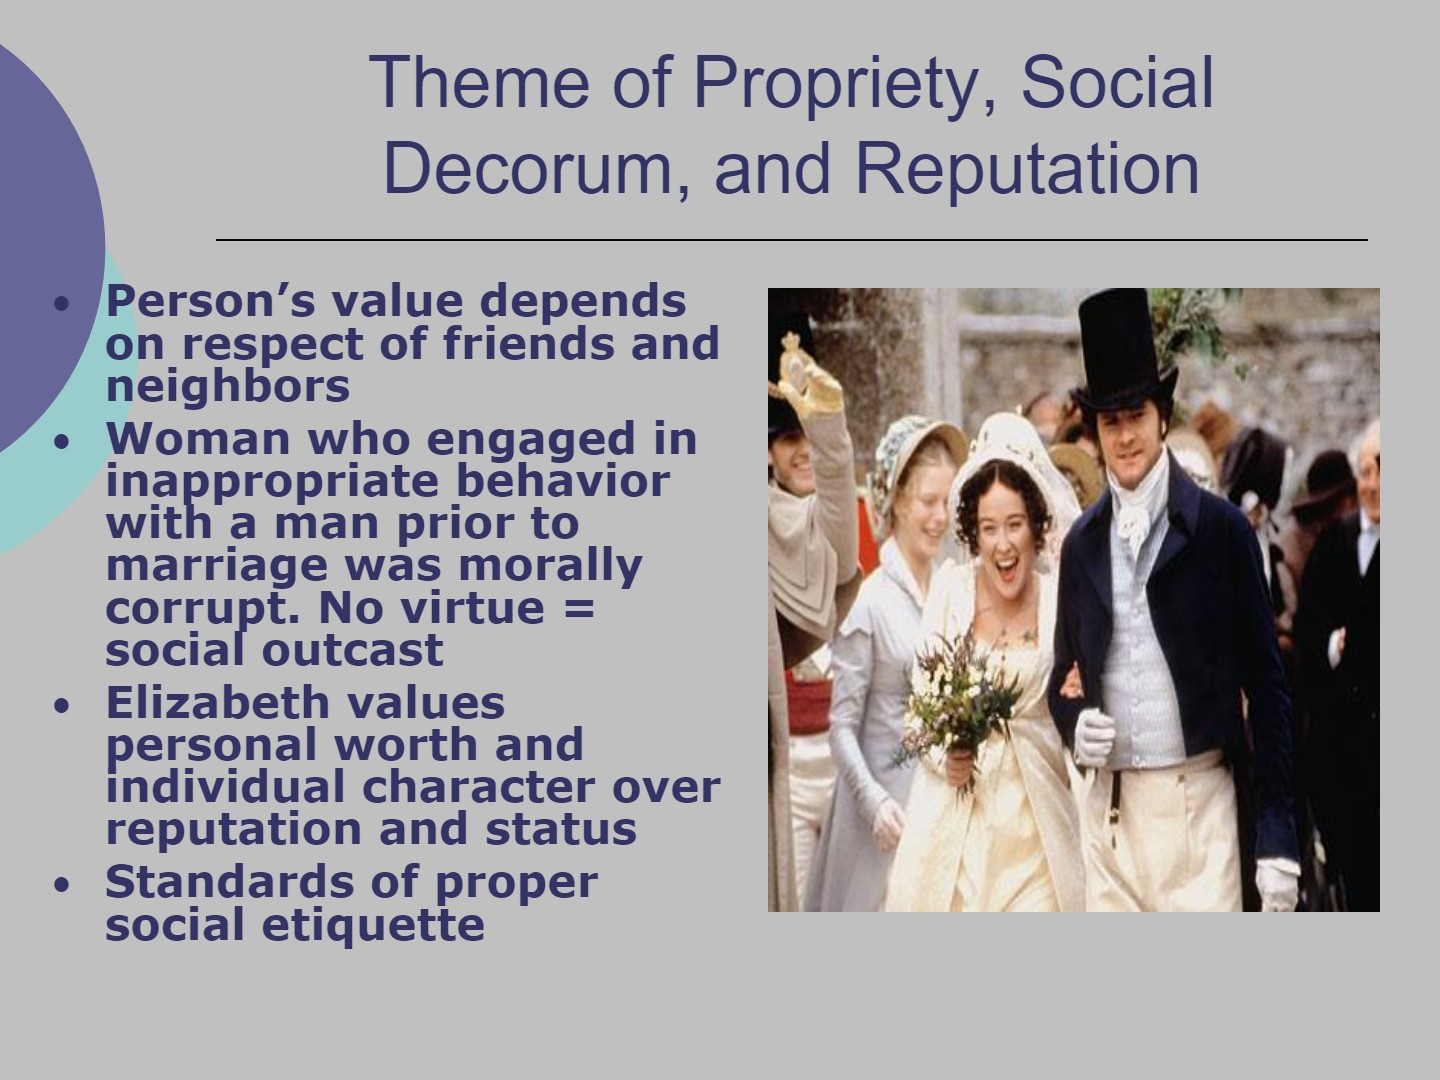 Theme of Propriety, Social
Decorum, and Reputation
• Person’s value depends
on respect of friends and
neighbors
• Woman who engaged in
inappropriate behavior
with a man prior to
marriage was morally
corrupt. No virtue =
social outcast
• Elizabeth values
personal worth and
individual character over
reputation and status
• Standards of proper
social etiquette